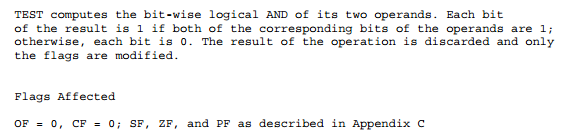 TEST computes the bit-wise logical AND of its two operands. Each bit
of the result is 1 if both of the corresponding bits of the operands are 1;
otherwise, each bit is 0. The result of the operation is discarded and only
the flags are modified.
Flags Affected
OF = 0, CF = 0; SF, ZF, and PF as described in Appendix C